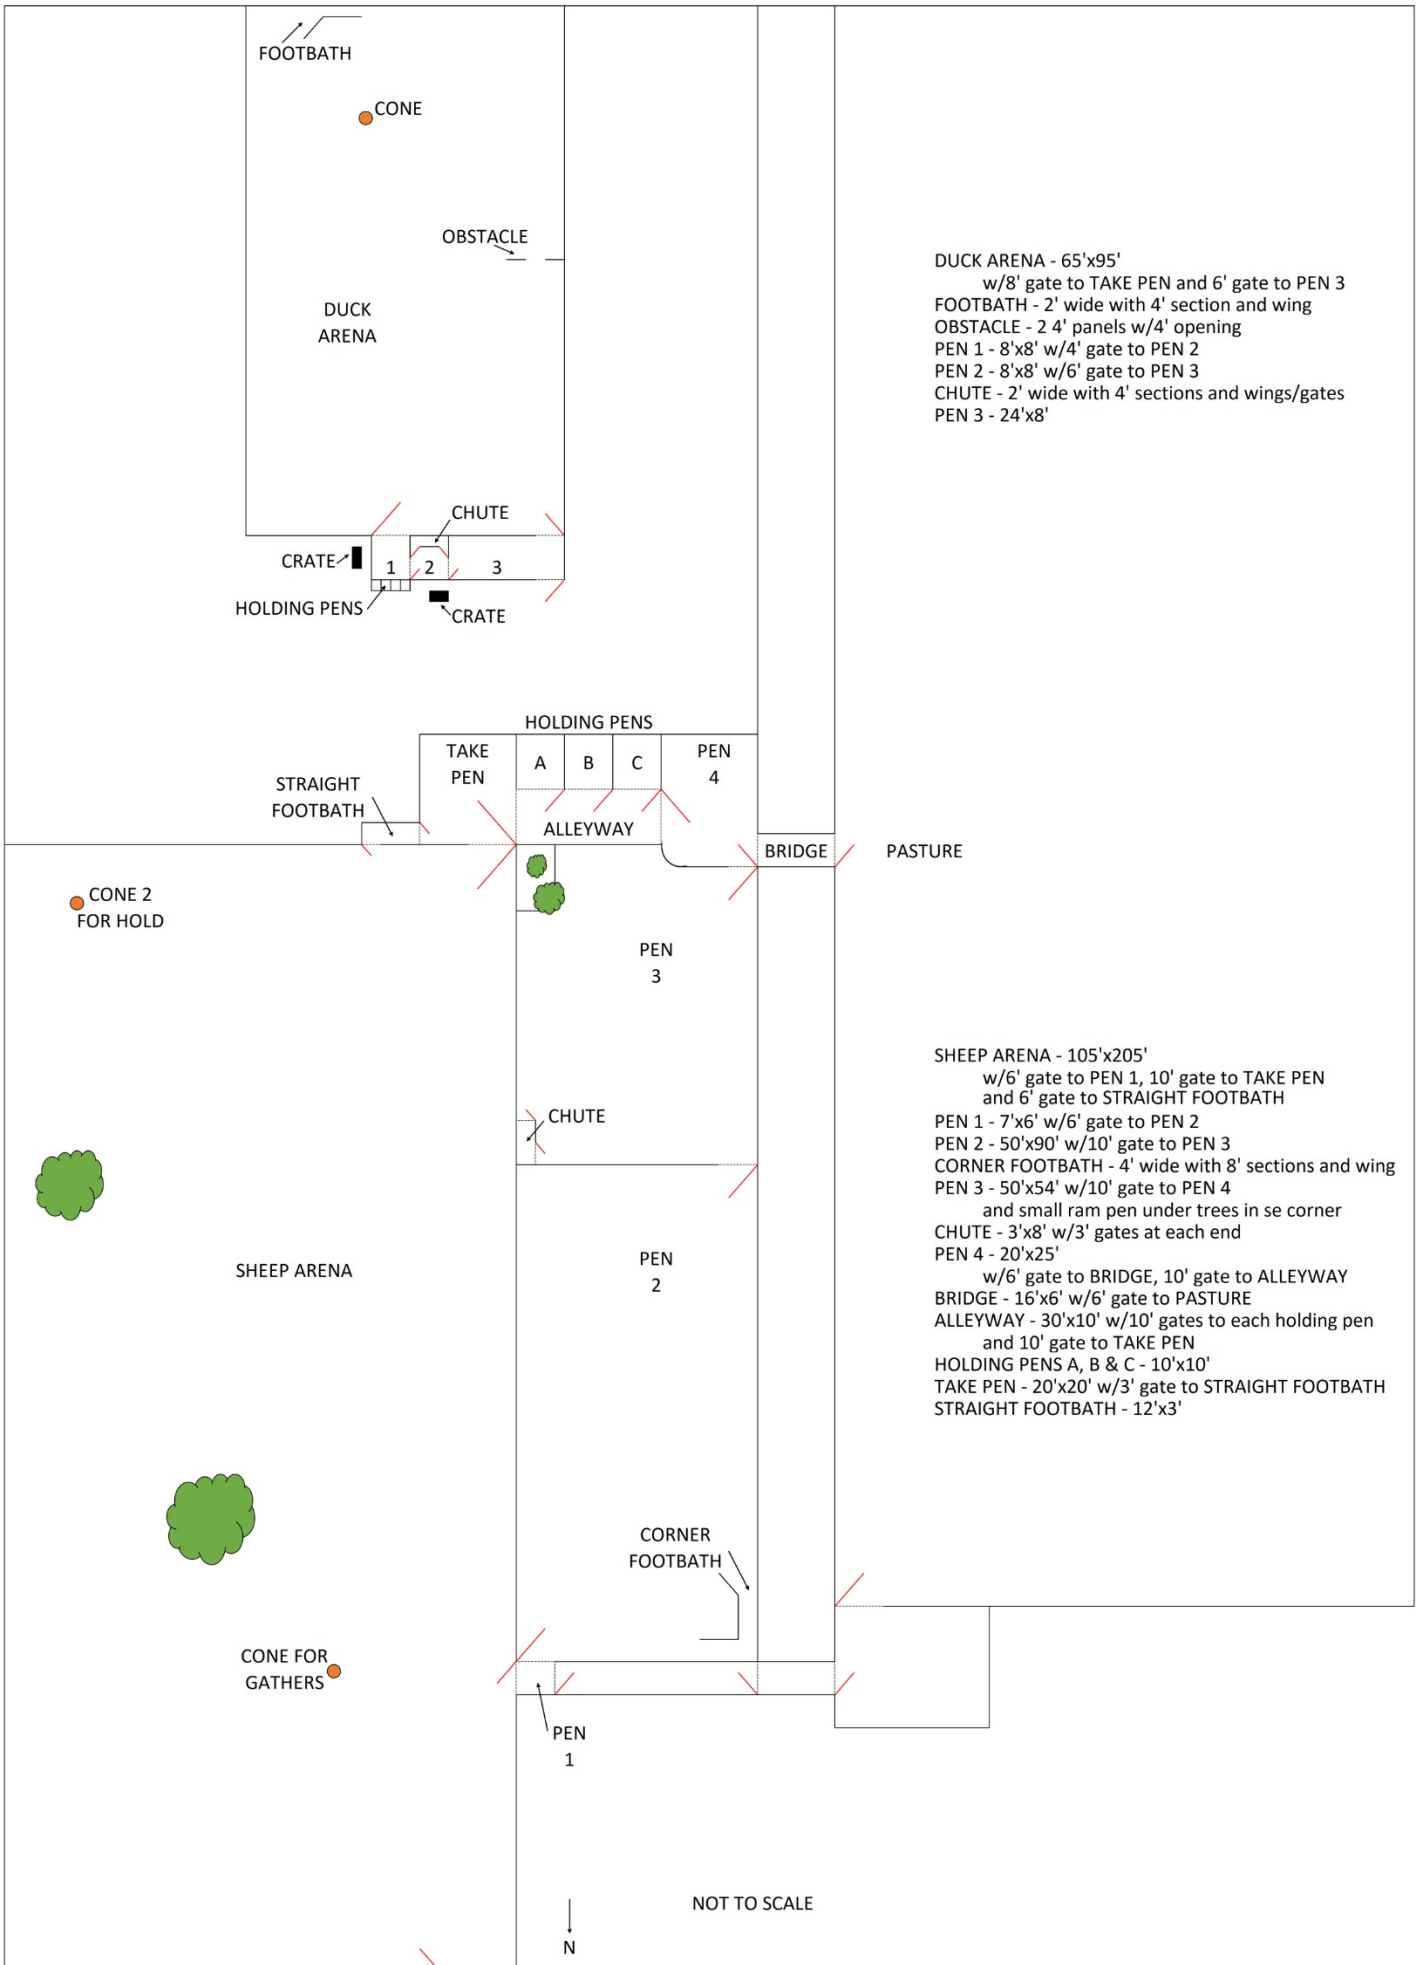 FOOTBATH
CONE
OBSTACLE
DUCK
ARENA
DUCK ARENA - 65'x95'
w/8' gate to TAKE PEN and 6' gate to PEN 3
FOOTBATH - 2' wide with 4' section and wing
OBSTACLE - 2 4' panels w/4' opening
PEN 1 - 8'x8' w/4' gate to PEN 2
PEN 2 - 8'x8' w/6' gate to PEN 3
CHUTE - 2' wide with 4' sections and wings/gates
PEN 3 - 24'x8'
CHUTE
CRATE
1 2 3
HOLDING PENS
CRATE
HOLDING PENS
TAKE
PEN
A B C
PEN
4
STRAIGHT
FOOTBATH
ALLEYWAY
BRIDGE
PASTURE
CONE 2
FOR HOLD
PEN
3
CHUTE
SHEEP ARENA - 105'x205'
w/6' gate to PEN 1, 10' gate to TAKE PEN
and 6' gate to STRAIGHT FOOTBATH
PEN 1 - 7'x6' w/6' gate to PEN 2
PEN 2 - 50'x90' w/10' gate to PEN 3
CORNER FOOTBATH - 4' wide with 8' sections and wing
PEN 3 - 50'x54' w/10' gate to PEN 4
and small ram pen under trees in se corner
CHUTE - 3'x8' w/3' gates at each end
PEN 4 - 20'x25'
w/6' gate to BRIDGE, 10' gate to ALLEYWAY
BRIDGE - 16'x6' w/6' gate to PASTURE
ALLEYWAY - 30'x10' w/10' gates to each holding pen
and 10' gate to TAKE PEN
HOLDING PENS A, B & C - 10'x10'
TAKE PEN - 20'x20' w/3' gate to STRAIGHT FOOTBATH
STRAIGHT FOOTBATH - 12'x3'
SHEEP ARENA
PEN
2
CORNER
FOOTBATH
CONE FOR
GATHERS
PEN
1
NOT TO SCALE
N